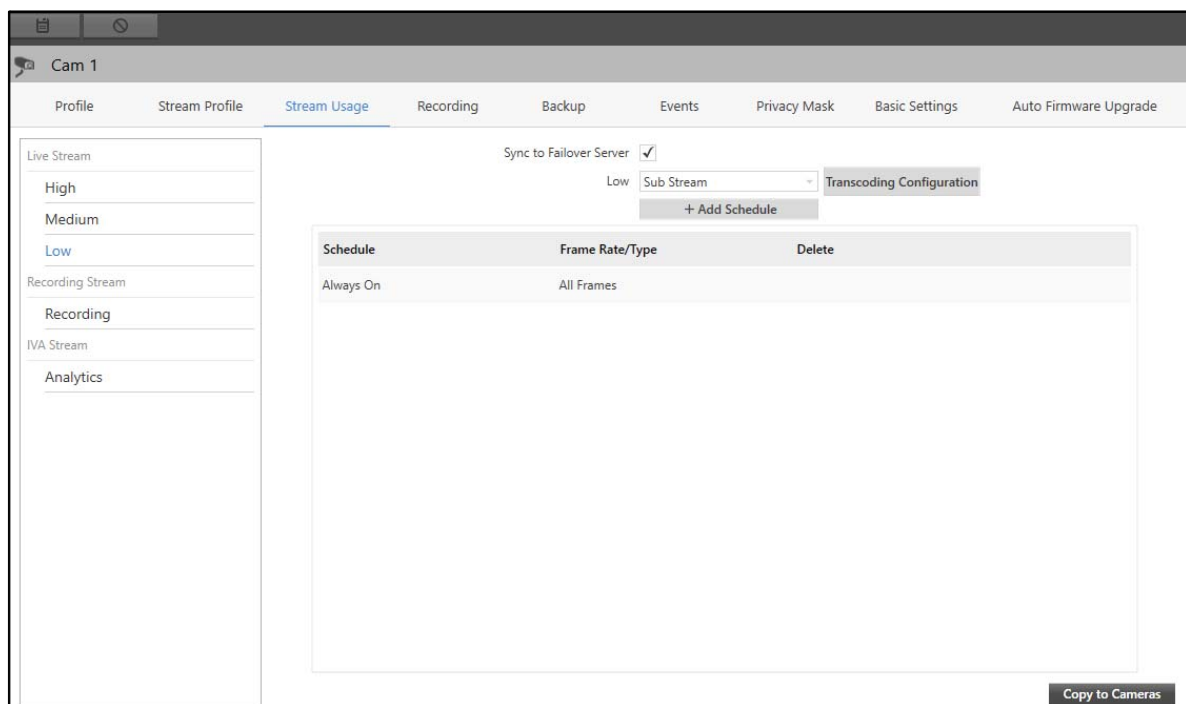 Cam 1
Profile Stream Profile Stream Usage Recording Backup Events Privacy Mask Basic Settings Auto Firmware Upgrade
Live Stream
High
Medium
Low
Recording Stream
Recording
IVA Stream
Analytics
Sync to Failover Server
Low Sub Stream Transcoding Configuration
+ Add Schedule
Schedule Frame Rate/Type Delete
Always On All Frames
Copy to Cameras